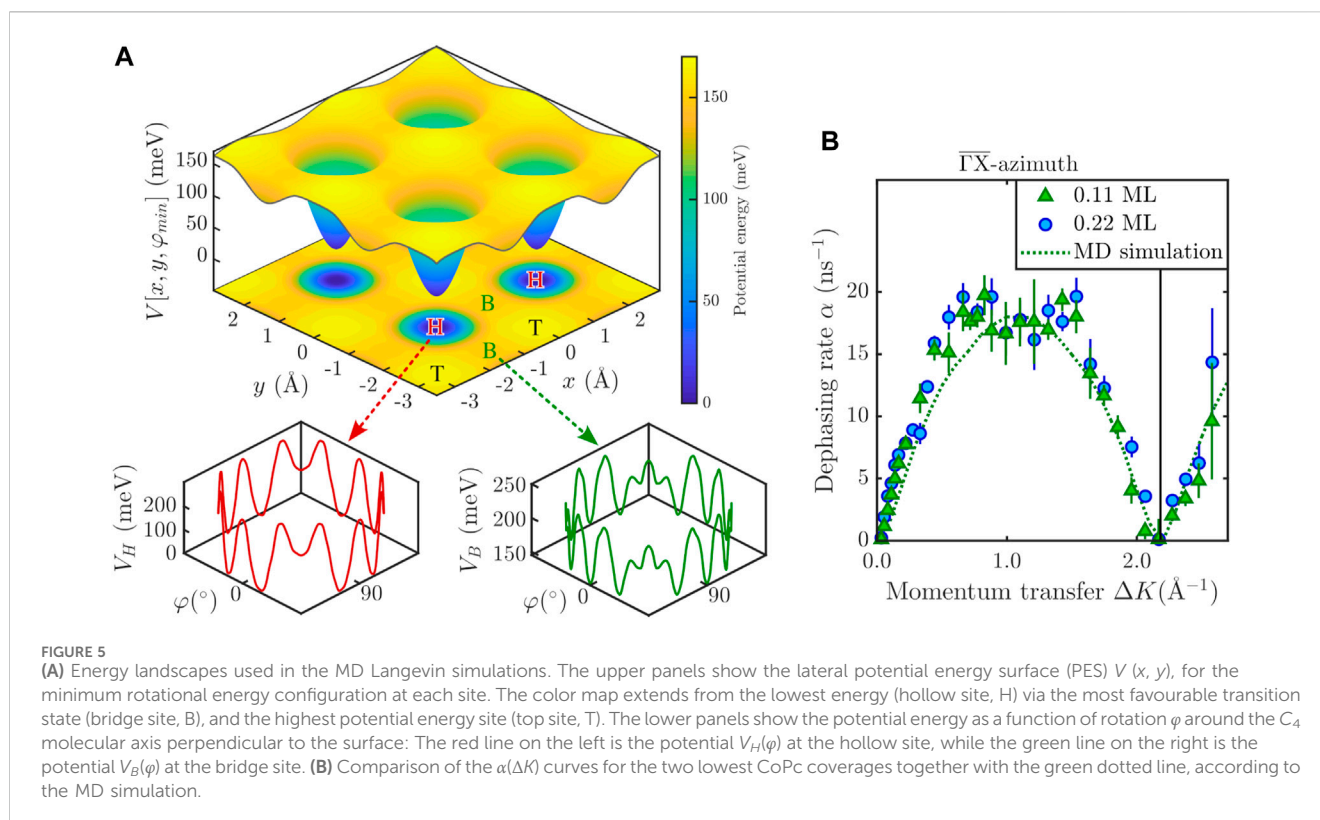 A
V[x, y, φmin] (meV)
150
100
50
0
2
1
0
-1
-2
-3
y (Å)
H
B
H
T
B
T
2
1
0
-1
-2
-3
x (Å)
150
100
50
0
Potential energy (meV)
B
ΓX-azimuth
0.11 ML
0.22 ML
MD simulation
Dephasing rate α (ns⁻¹)
20
15
10
5
0
0.0
1.0
2.0
Momentum transfer ΔK(Å⁻¹)
V_H (meV)
200
100
0
φ(°)
0
90
V_B (meV)
250
200
150
φ(°)
0
90
FIGURE 5
(A) Energy landscapes used in the MD Langevin simulations. The upper panels show the lateral potential energy surface (PES) V (x, y), for the
minimum rotational energy configuration at each site. The color map extends from the lowest energy (hollow site, H) via the most favourable transition
state (bridge site, B), and the highest potential energy site (top site, T). The lower panels show the potential energy as a function of rotation φ around the C₄
molecular axis perpendicular to the surface: The red line on the left is the potential V_H(φ) at the hollow site, while the green line on the right is the
potential V_B(φ) at the bridge site. (B) Comparison of the α(ΔK) curves for the two lowest CoPc coverages together with the green dotted line, according to
the MD simulation.